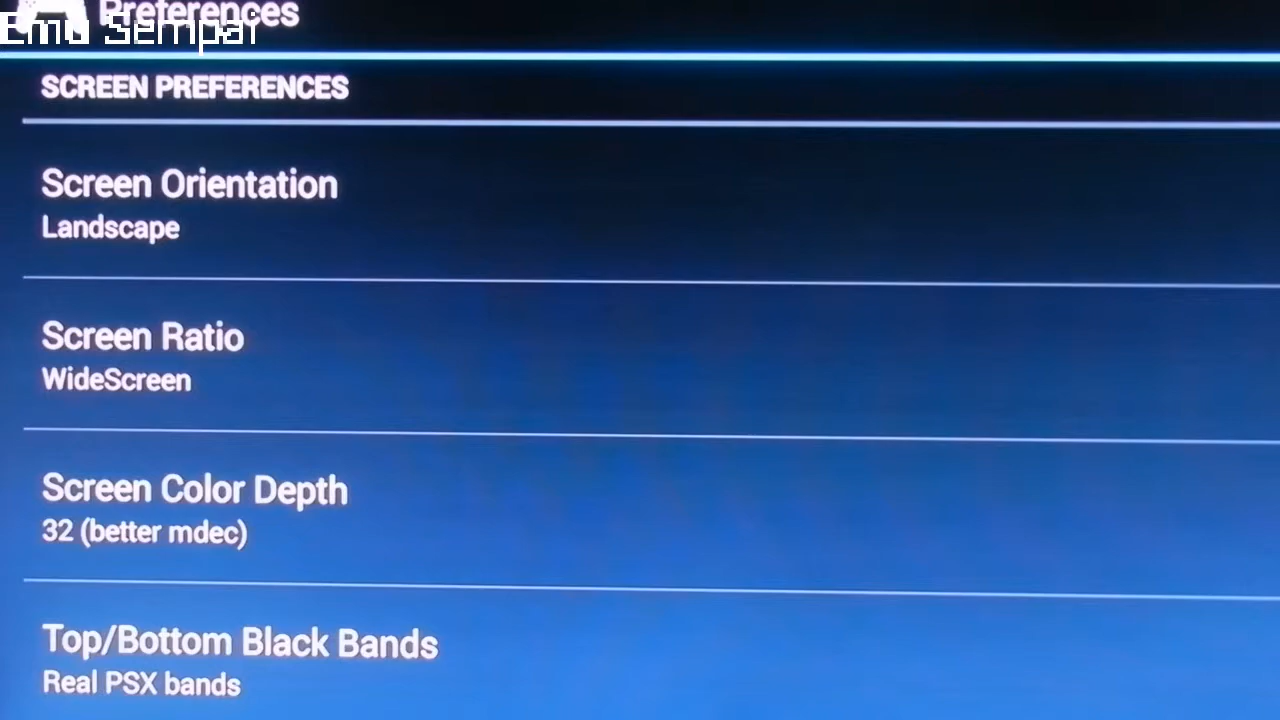 Preferences
Emu Sempai
SCREEN PREFERENCES
Screen Orientation
Landscape
Screen Ratio
WideScreen
Screen Color Depth
32 (better mdec)
Top/Bottom Black Bands
Real PSX bands